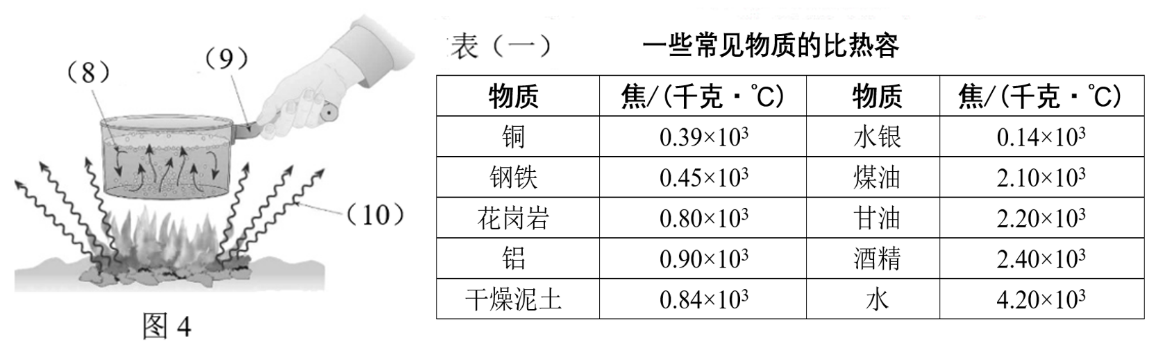 (8)
(9)
(10)
图 4
表（一） 一些常见物质的比热容
物质 焦/(千克·℃) 物质 焦/(千克·℃)
铜 0.39×10³ 水银 0.14×10³
钢铁 0.45×10³ 煤油 2.10×10³
花岗岩 0.80×10³ 甘油 2.20×10³
铝 0.90×10³ 酒精 2.40×10³
干燥泥土 0.84×10³ 水 4.20×10³